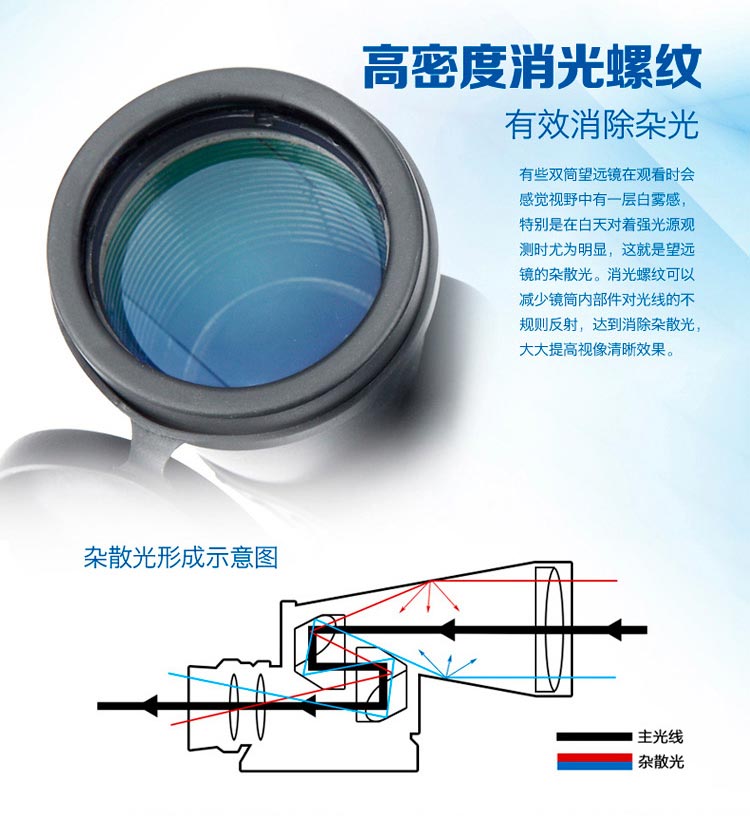 高密度消光螺纹
有效消除杂光
有些双筒望远镜在观看时会
感觉视野中有一层白雾感，
特别是在白天对着强光源观
测时尤为明显，这就是望远
镜的杂散光。消光螺纹可以
减少镜筒内部件对光线的不
规则反射，达到消除杂散光，
大大提高视像清晰效果。
杂散光形成示意图
主光线
杂散光